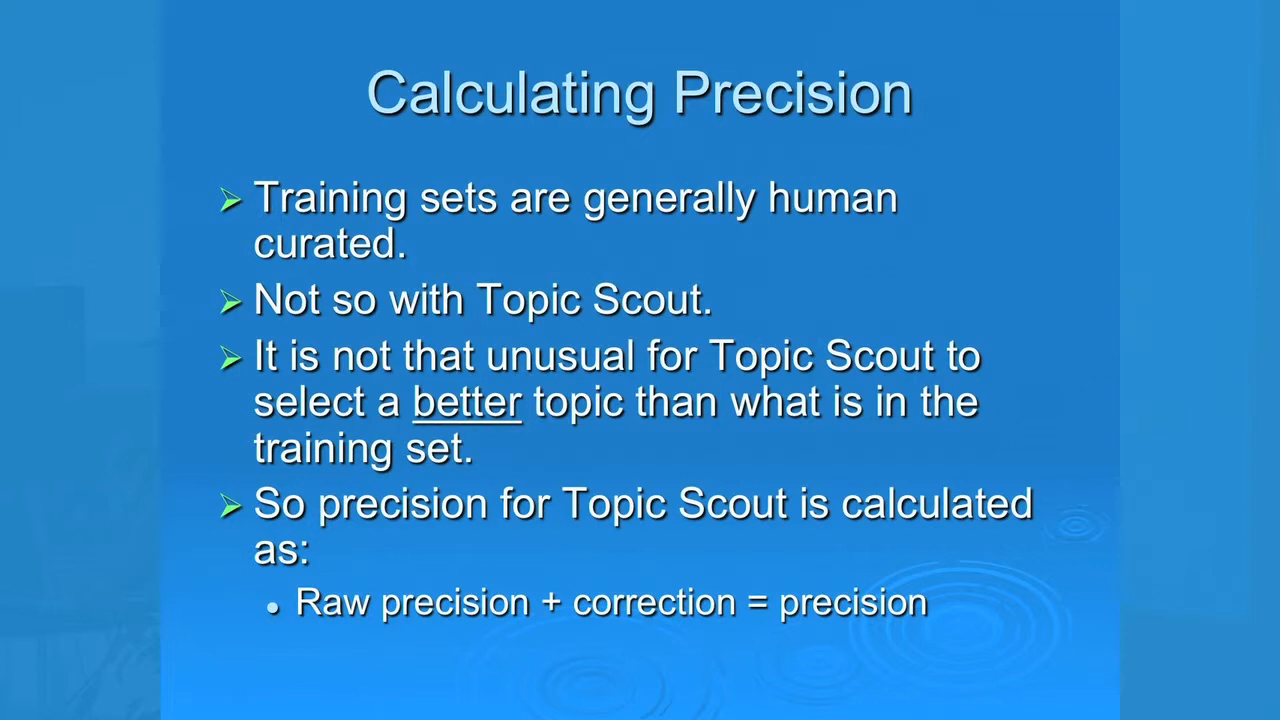 Calculating Precision
Training sets are generally human
curated.
Not so with Topic Scout.
It is not that unusual for Topic Scout to
select a better topic than what is in the
training set.
So precision for Topic Scout is calculated
as:
Raw precision + correction = precision